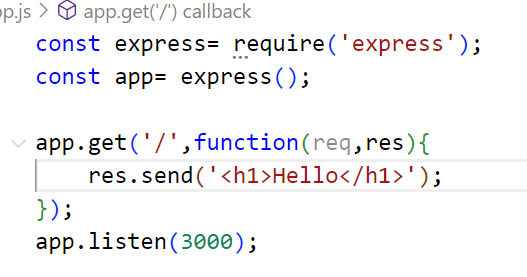 p.js > app.get('/') callback
const express= require('express');
const app= express();
app.get('/',function(req,res){
    res.send('<h1>Hello</h1>');
});
app.listen(3000);